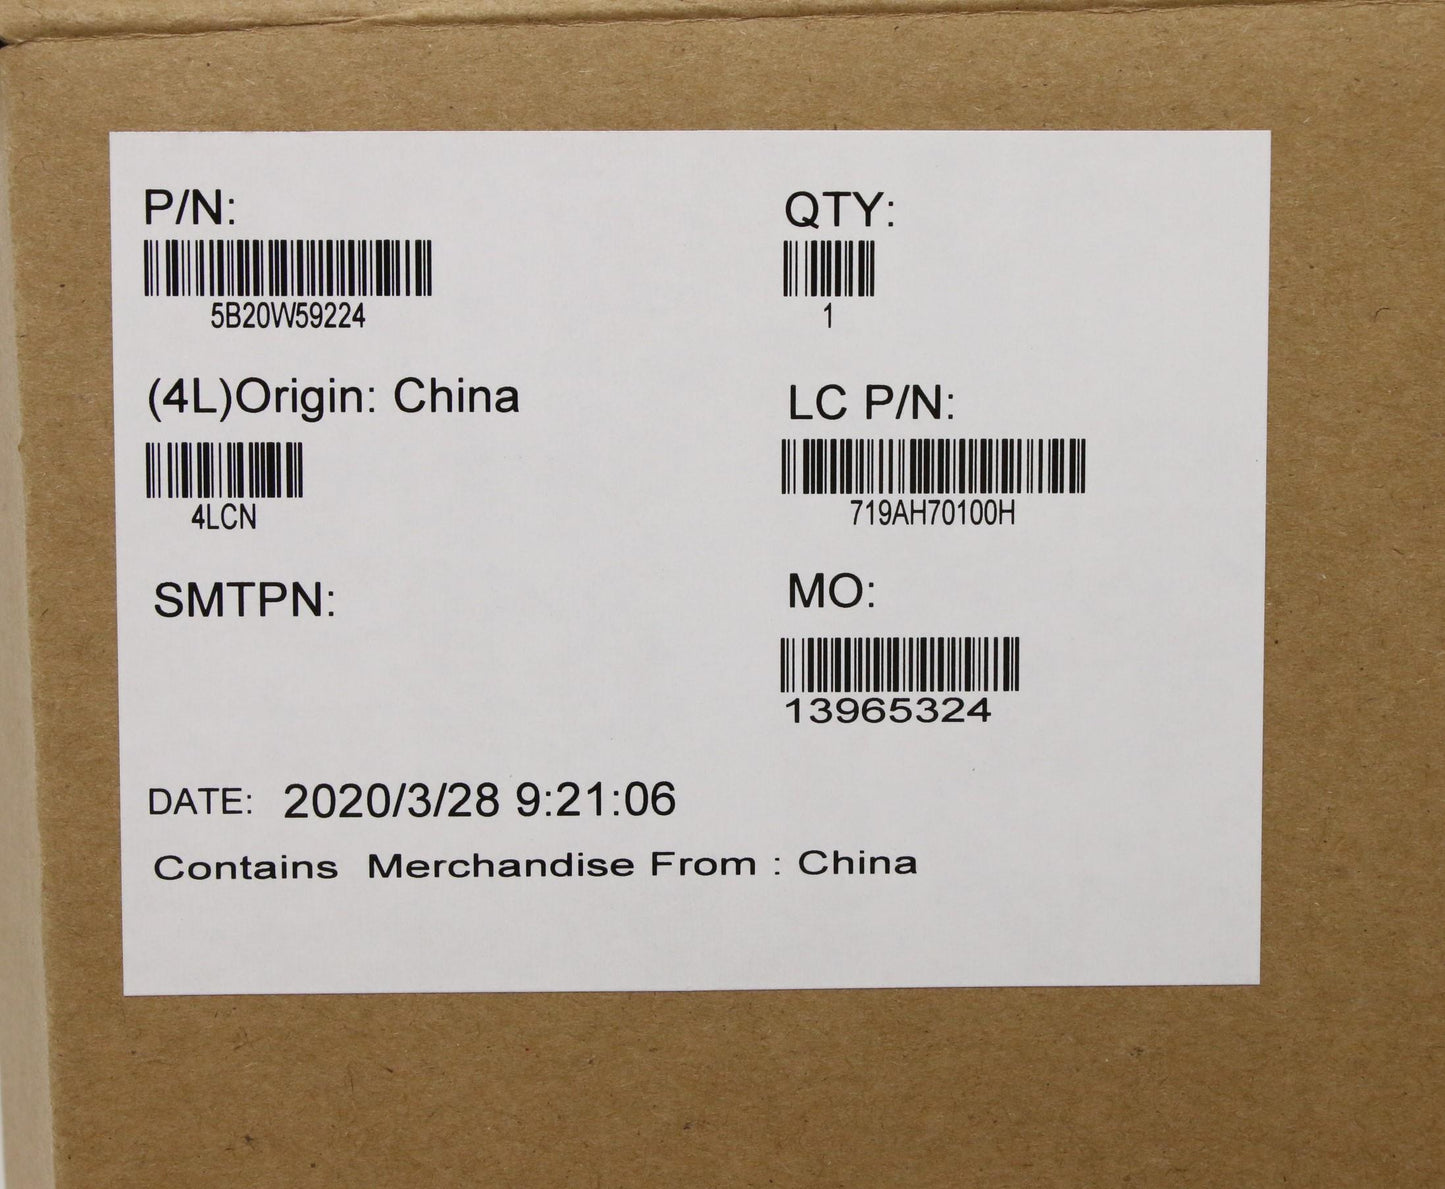 P/N:
5B20W59224
QTY:
1
(4L)Origin: China
4LCN
LC P/N:
719AH70100H
SMTPN:
MO:
13965324
DATE: 2020/3/28 9:21:06
Contains Merchandise From : China